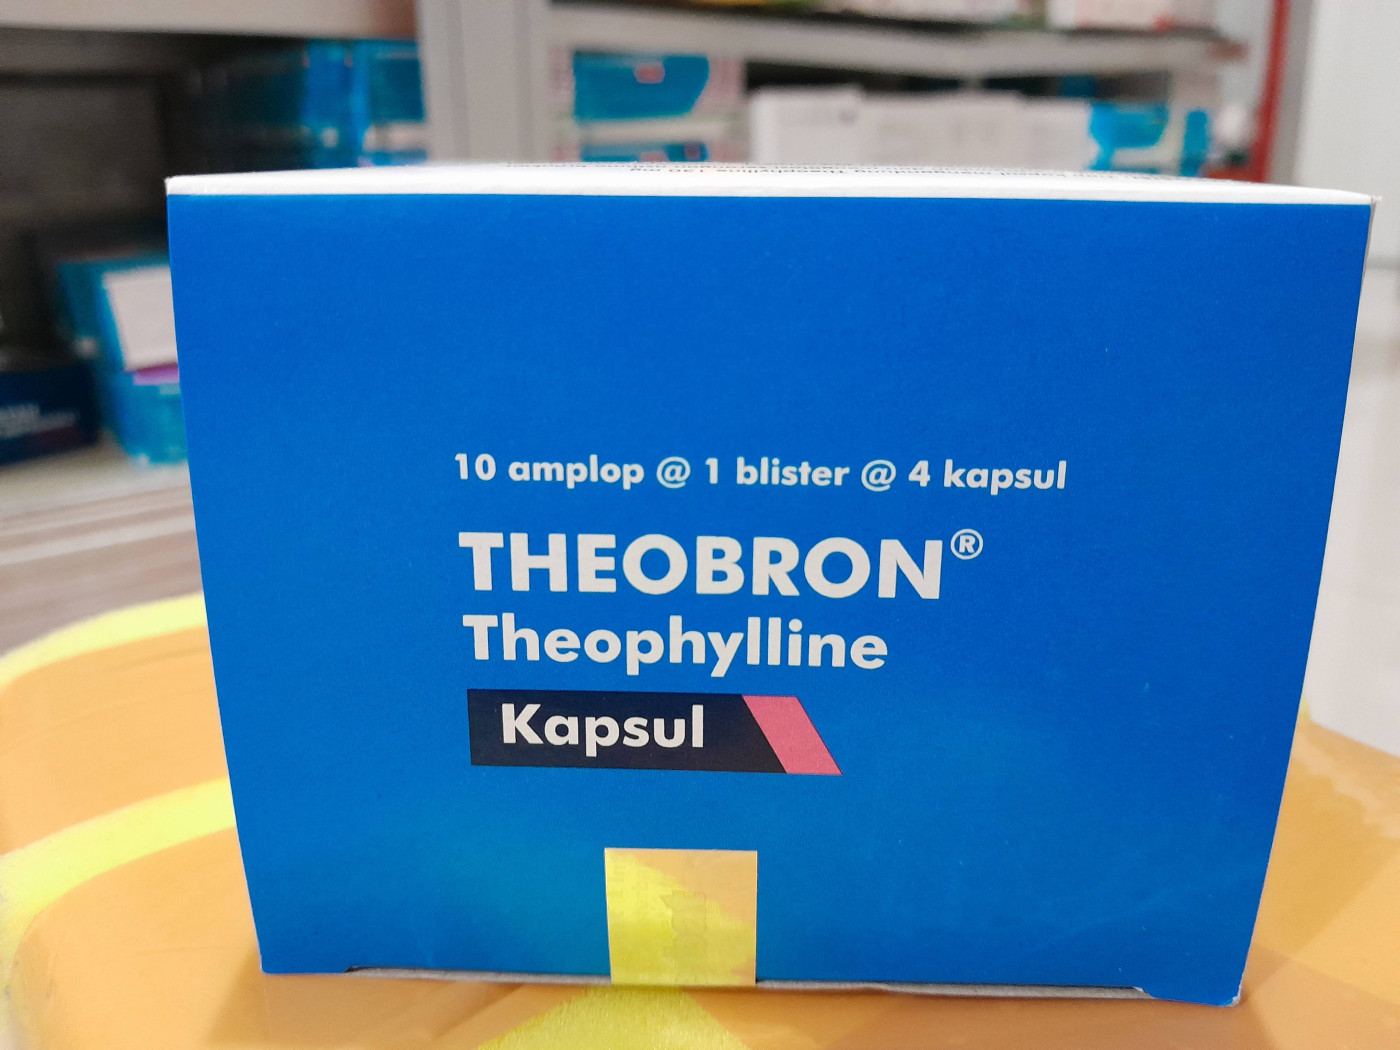 10 amplop @ 1 blister @ 4 kapsul
THEOBRON®
Theophylline
Kapsul